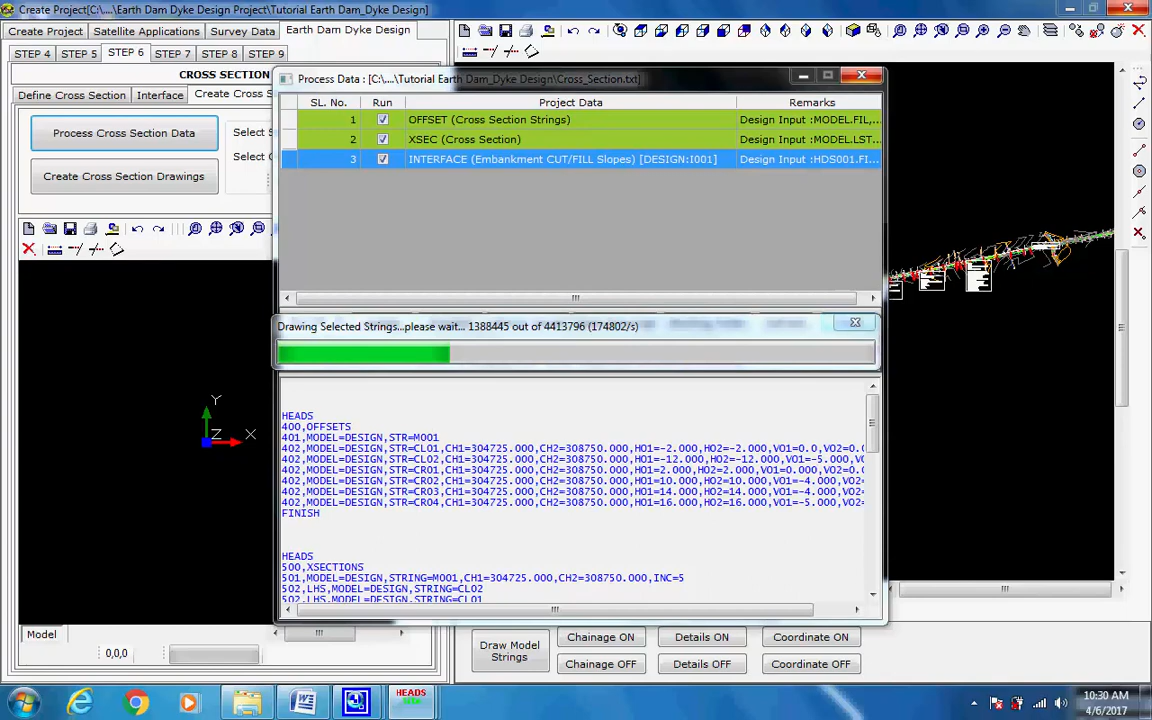 Create Project[C:\...\Earth Dam Dyke Design Project\Tutorial Earth Dam_Dyke Design]
Create Project
Satellite Applications
Survey Data
Earth Dam Dyke Design
STEP 4
STEP 5
STEP 6
STEP 7
STEP 8
STEP 9
CROSS SECTION
Define Cross Section
Interface
Create Cross
Process Cross Section Data
Select S
Select C
Create Cross Section Drawings
Process Data : [C:\...\Tutorial Earth Dam_Dyke Design\Cross_Section.txt]
SL. No.
Run
Project Data
Remarks
1
OFFSET (Cross Section Strings)
Design Input :MODEL.FIL,...
2
XSEC (Cross Section)
Design Input :MODEL.LST...
3
INTERFACE (Embankment CUT/FILL Slopes) [DESIGN:I001]
Design Input :HDS001.FI...
Drawing Selected Strings...please wait... 1388445 out of 4413796 (174802/s)
HEADS
400,OFFSETS
401,MODEL=DESIGN,STR=M001
402,MODEL=DESIGN,STR=CL01,CH1=304725.000,CH2=308750.000,HO1=-2.000,HO2=-2.000,VO1=0.0,VO2=0.0
402,MODEL=DESIGN,STR=CL02,CH1=304725.000,CH2=308750.000,HO1=-12.000,HO2=-12.000,VO1=-5.000,VO
402,MODEL=DESIGN,STR=CR01,CH1=304725.000,CH2=308750.000,HO1=2.000,HO2=2.000,VO1=0.000,VO2=0.0
402,MODEL=DESIGN,STR=CR02,CH1=304725.000,CH2=308750.000,HO1=10.000,HO2=10.000,VO1=-4.000,VO2=
402,MODEL=DESIGN,STR=CR03,CH1=304725.000,CH2=308750.000,HO1=14.000,HO2=14.000,VO1=-4.000,VO2=
402,MODEL=DESIGN,STR=CR04,CH1=304725.000,CH2=308750.000,HO1=16.000,HO2=16.000,VO1=-5.000,VO2=
FINISH
HEADS
500,XSECTIONS
501,MODEL=DESIGN,STRING=M001,CH1=304725.000,CH2=308750.000,INC=5
502,LHS,MODEL=DESIGN,STRING=CL02
502,LHS,MODEL=DESIGN,STRING=CL01
Y
Z
X
Model
0,0,0
Draw Model
Strings
Chainage ON
Details ON
Coordinate ON
Chainage OFF
Details OFF
Coordinate OFF
HEADS
10:30 AM
4/6/2017